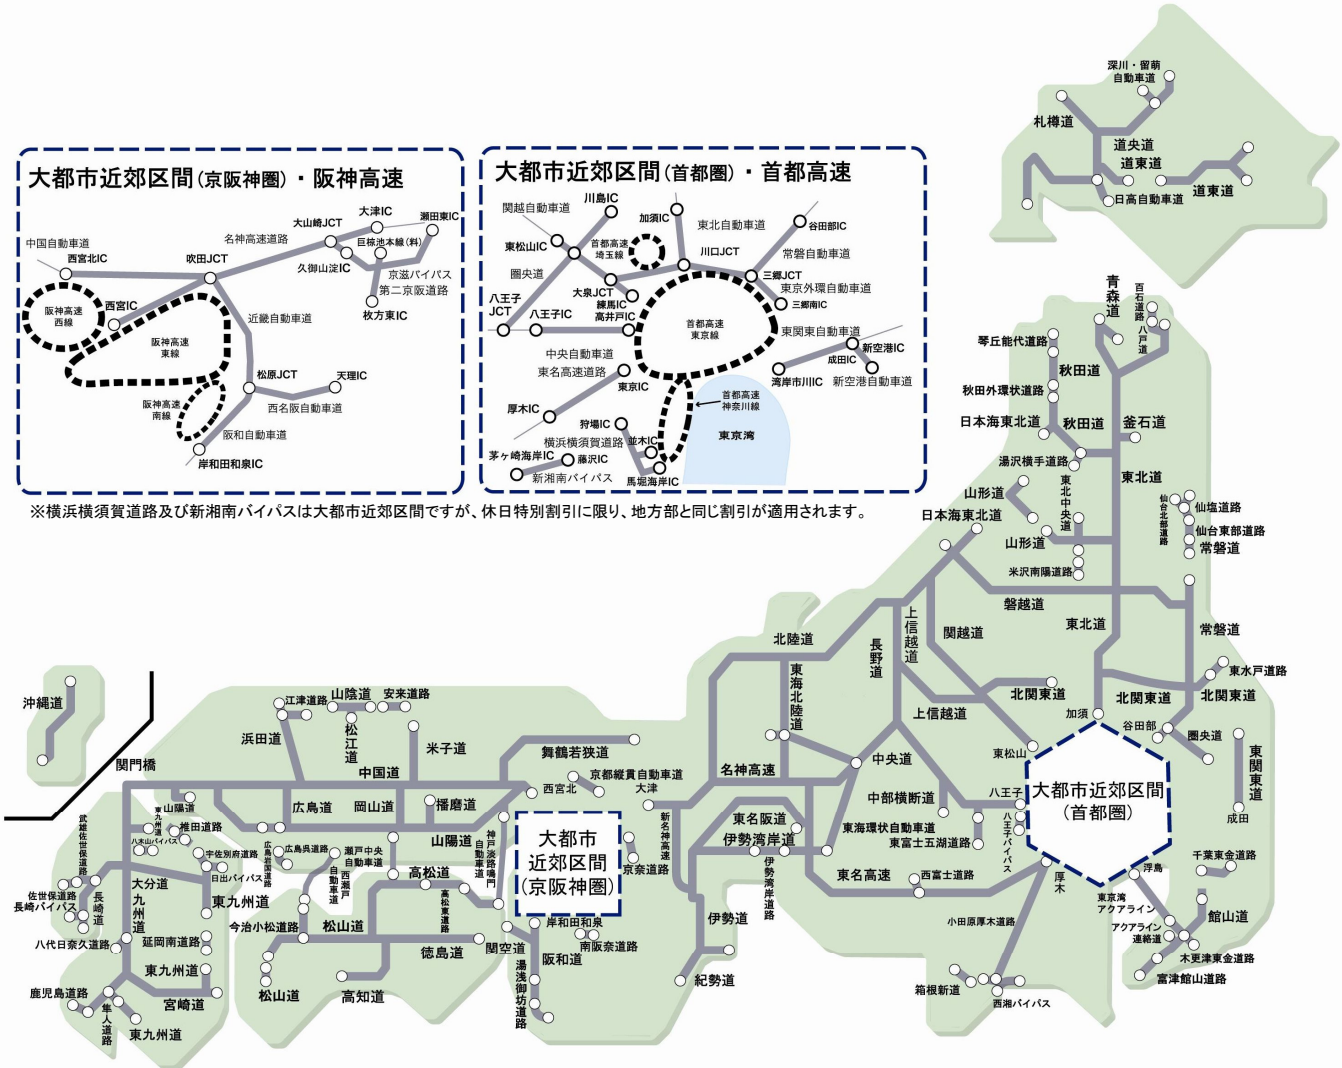 深川・留萌
自動車道
札樽道
道央道
道東道
道東道
日高自動車道
大都市近郊区間(京阪神圏)・阪神高速
大津IC
瀬田東IC
大山崎JCT
名神高速道路
巨椋池本線(料)
中国自動車道
西宮北IC
吹田JCT
久御山淀IC
京滋バイパス
第二京阪道路
西宮IC
枚方東IC
阪神高速
西線
近畿自動車道
阪神高速
東線
松原JCT
天理IC
阪神高速
南線
西名阪自動車道
阪和自動車道
岸和田和泉IC
大都市近郊区間(首都圏)・首都高速
川島IC
関越自動車道
加須IC
東北自動車道
谷田部IC
東松山IC
首都高速
埼玉線
川口JCT
常磐自動車道
圏央道
三郷JCT
大泉JCT
東京外環自動車道
八王子
JCT
練馬IC
三郷南IC
八王子IC
高井戸IC
首都高速
東京線
東関東自動車道
中央自動車道
新空港IC
成田IC
東名高速道路
東京IC
湾岸市川IC
新空港自動車道
厚木IC
首都高速
神奈川線
狩場IC
東京湾
横浜横須賀道路
並木IC
茅ヶ崎海岸IC
藤沢IC
新湘南バイパス
馬堀海岸IC
※横浜横須賀道路及び新湘南バイパスは大都市近郊区間ですが、休日特別割引に限り、地方部と同じ割引が適用されます。
青森道
百石道路
八戸道
琴丘能代道路
秋田道
秋田外環状道路
日本海東北道
秋田道
釜石道
湯沢横手道路
東北道
山形道
東北中央道
仙台北部道路
仙塩道路
日本海東北道
仙台東部道路
山形道
常磐道
米沢南陽道路
磐越道
上信越道
東北道
関越道
常磐道
北陸道
長野道
東水戸道路
東海北陸道
北関東道
北関東道
北関東道
上信越道
加須
谷田部
圏央道
東松山
沖縄道
関門橋
江津道路
山陰道
安来道路
浜田道
松江道
米子道
舞鶴若狭道
中国道
京都縦貫自動車道
西宮北
大津
名神高速
中央道
大都市近郊区間
(首都圏)
八王子
東関東道
成田
山陽道
広島道
岡山道
播磨道
中部横断道
八王子バイパス
東九州道
椎田道路
八木山バイパス
武雄佐世保道路
山陽道
神戸淡路鳴門
自動車道
大都市
近郊区間
(京阪神圏)
新名神高速
東名阪道
伊勢湾岸道
東海環状自動車道
東富士五湖道路
宇佐別府道路
日出バイパス
広島岩国道路
広島呉道路
瀬戸中央
自動車道
西瀬戸
自動車道
京奈道路
伊勢湾岸道路
東名高速
西富士道路
厚木
浮島
千葉東金道路
佐世保道路
長崎バイパス
長崎道
大分道
九州道
東九州道
高松道
高松東道路
東京湾
アクアライン
館山道
今治小松道路
松山道
徳島道
関空道
岸和田和泉
南阪奈道路
阪和道
伊勢道
小田原厚木道路
アクアライン
連絡道
八代日奈久道路
延岡南道路
木更津東金道路
東九州道
湯浅御坊道路
紀勢道
富津館山道路
鹿児島道路
隼人道路
宮崎道
松山道
高知道
箱根新道
西湘バイパス
東九州道